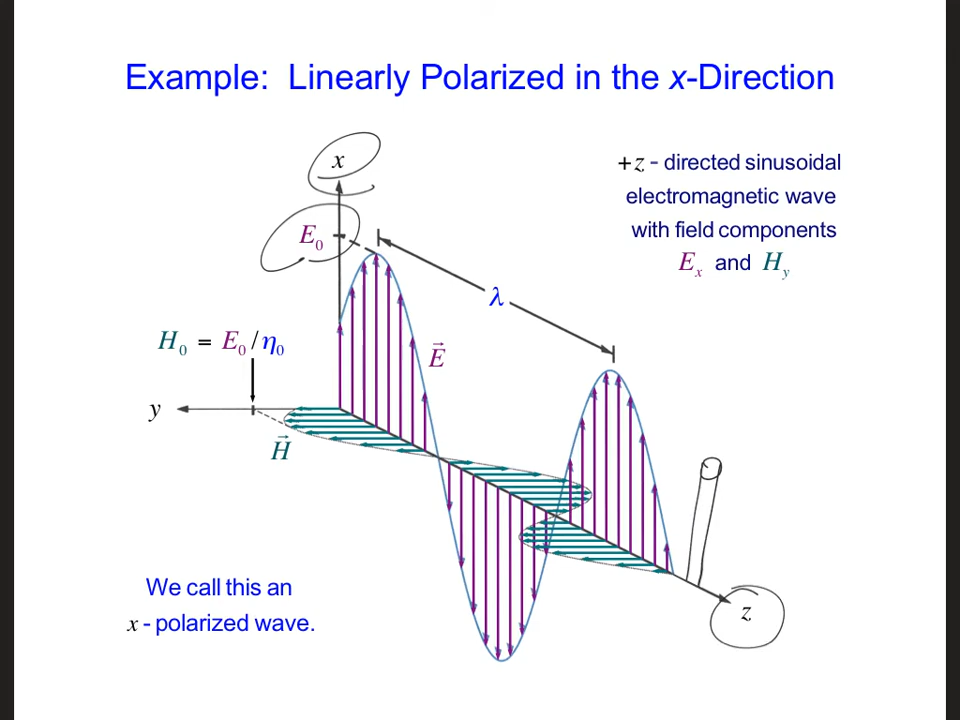 Example: Linearly Polarized in the x-Direction
x
E₀
+z - directed sinusoidal
electromagnetic wave
with field components
Eₓ and Hᵧ
λ
H₀ = E₀ / η₀
E⃗
y
H⃗
We call this an
x - polarized wave.
z